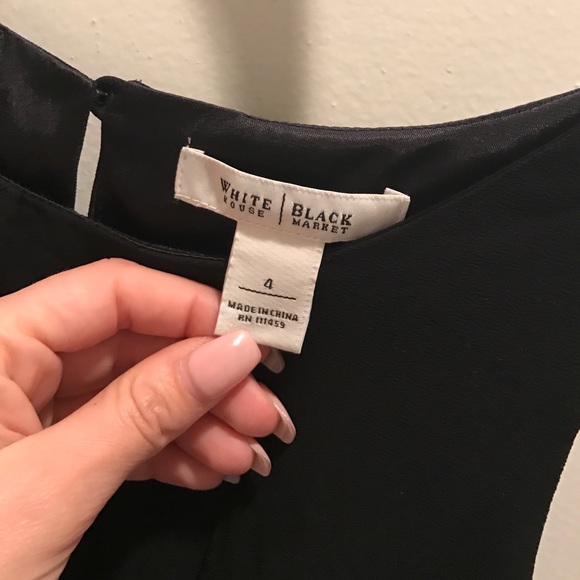 WHITE | BLACK
HOUSE MARKET
4
MADE IN CHINA
RN 111459